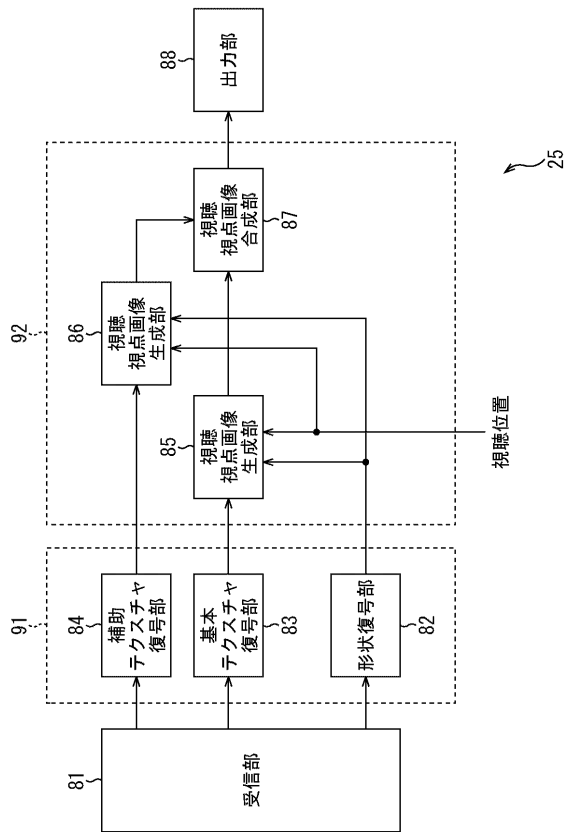 81
受信部
91
84
補助
テクスチャ
復号部
基本
テクスチャ
復号部
83
形状復号部
82
92
86
視聴
視点画像
生成部
85
視聴
視点画像
生成部
視聴
視点画像
合成部
87
視聴位置
88
出力部
25